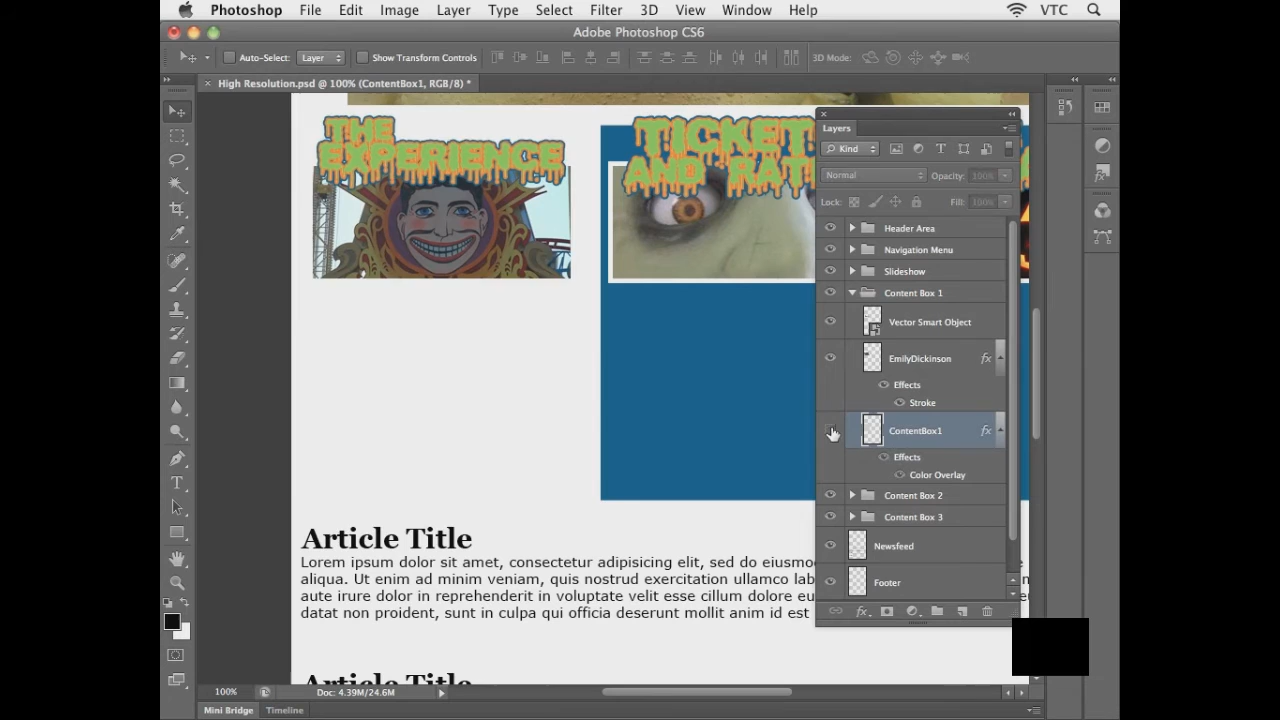 Photoshop File Edit Image Layer Type Select Filter 3D View Window Help VTC
Adobe Photoshop CS6
Auto-Select: Layer Show Transform Controls 3D Mode:
× High Resolution.psd @ 100% (ContentBox1, RGB/8) *
THE
EXPERIENCE
TICKET
AND RAT
Layers
Kind
Normal Opacity: 100%
Lock: Fill: 100%
Header Area
Navigation Menu
Slideshow
Content Box 1
Vector Smart Object
EmilyDickinson fx
Effects
Stroke
ContentBox1 fx
Effects
Color Overlay
Content Box 2
Content Box 3
Newsfeed
Footer
Article Title
Lorem ipsum dolor sit amet, consectetur adipisicing elit, sed do eiusmo
aliqua. Ut enim ad minim veniam, quis nostrud exercitation ullamco lab
aute irure dolor in reprehenderit in voluptate velit esse cillum dolore eu
datat non proident, sunt in culpa qui officia deserunt mollit anim id est
Article Title
100% Doc: 4.39M/24.6M
Mini Bridge Timeline